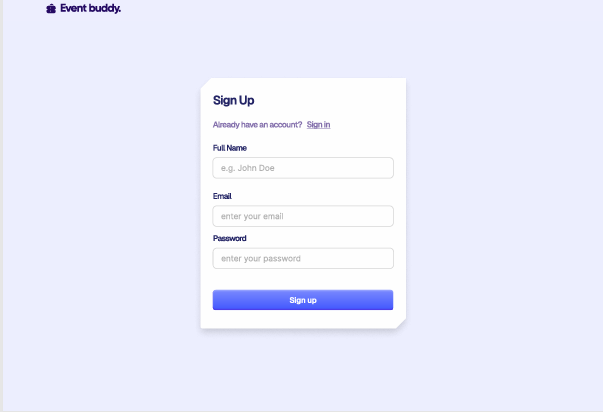 Event buddy.
Sign Up
Already have an account? Sign in
Full Name
e.g. John Doe
Email
enter your email
Password
enter your password
Sign up